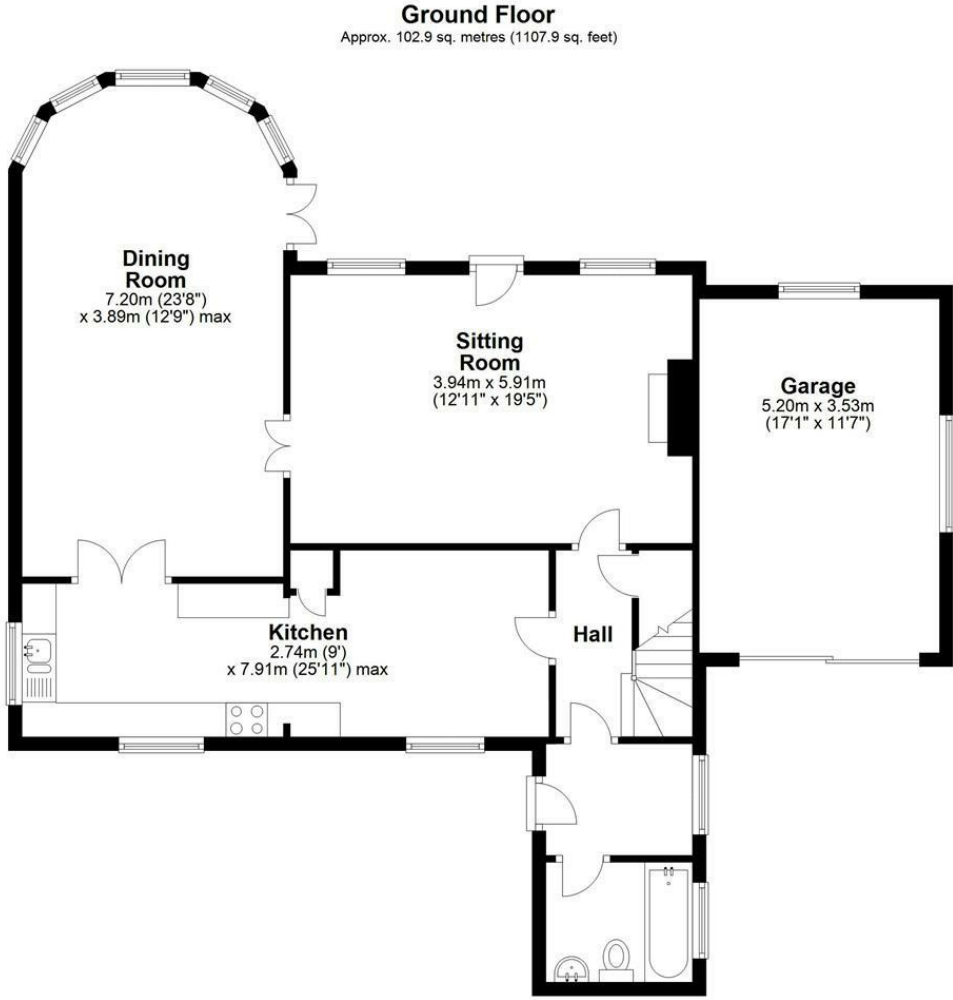 Ground Floor
Approx. 102.9 sq. metres (1107.9 sq. feet)
Dining
Room
7.20m (23'8")
x 3.89m (12'9") max
Sitting
Room
3.94m x 5.91m
(12'11" x 19'5")
Garage
5.20m x 3.53m
(17'1" x 11'7")
Kitchen
2.74m (9')
x 7.91m (25'11") max
Hall